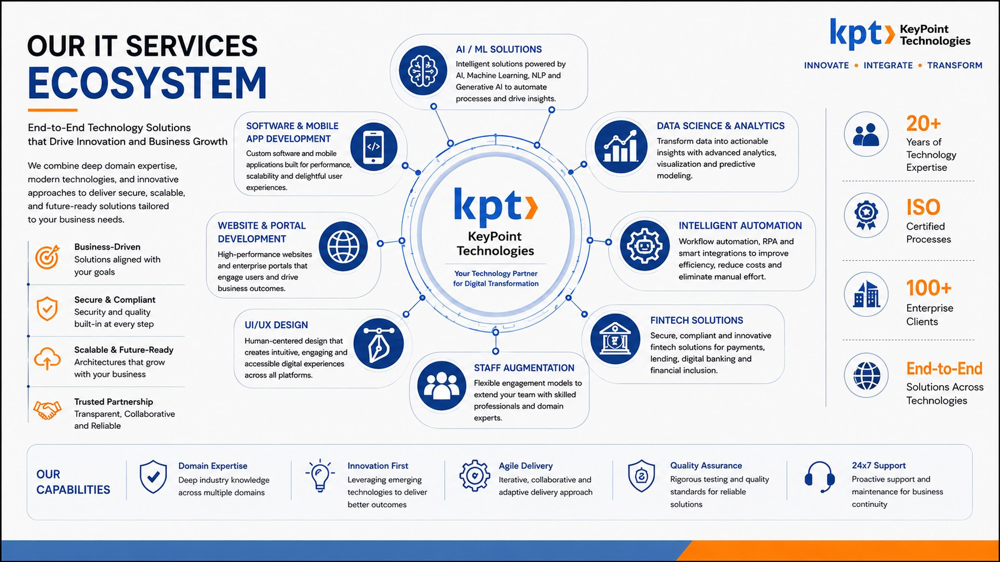 OUR IT SERVICES
ECOSYSTEM
End-to-End Technology Solutions
that Drive Innovation and Business Growth
We combine deep domain expertise,
modern technologies, and innovative
approaches to deliver secure, scalable,
and future-ready solutions tailored
to your business needs.
Business-Driven
Solutions aligned with
your goals
Secure & Compliant
Security and quality
built-in at every step
Scalable & Future-Ready
Architectures that grow
with your business
Trusted Partnership
Transparent, Collaborative
and Reliable
AI / ML SOLUTIONS
Intelligent solutions powered by
AI, Machine Learning, NLP and
Generative AI to automate
processes and drive insights.
SOFTWARE & MOBILE
APP DEVELOPMENT
Custom software and mobile
applications built for performance,
scalability and delightful user
experiences.
</>
WEBSITE & PORTAL
DEVELOPMENT
High-performance websites
and enterprise portals that
engage users and drive
business outcomes.
UI/UX DESIGN
Human-centered design that
creates intuitive, engaging and
accessible digital experiences
across all platforms.
kpt
KeyPoint
Technologies
Your Technology Partner
for Digital Transformation
STAFF AUGMENTATION
Flexible engagement models to
extend your team with skilled
professionals and domain
experts.
DATA SCIENCE & ANALYTICS
Transform data into actionable
insights with advanced analytics,
visualization and predictive
modeling.
INTELLIGENT AUTOMATION
Workflow automation, RPA and
smart integrations to improve
efficiency, reduce costs and
eliminate manual effort.
FINTECH SOLUTIONS
Secure, compliant and innovative
fintech solutions for payments,
lending, digital banking and
financial inclusion.
kpt KeyPoint
Technologies
INNOVATE • INTEGRATE • TRANSFORM
20+
Years of
Technology
Expertise
ISO
Certified
Processes
100+
Enterprise
Clients
End-to-End
Solutions Across
Technologies
OUR
CAPABILITIES
Domain Expertise
Deep industry knowledge
across multiple domains
Innovation First
Leveraging emerging
technologies to deliver
better outcomes
Agile Delivery
Iterative, collaborative and
adaptive delivery approach
Quality Assurance
Rigorous testing and quality
standards for reliable
solutions
24x7 Support
Proactive support and
maintenance for business
continuity